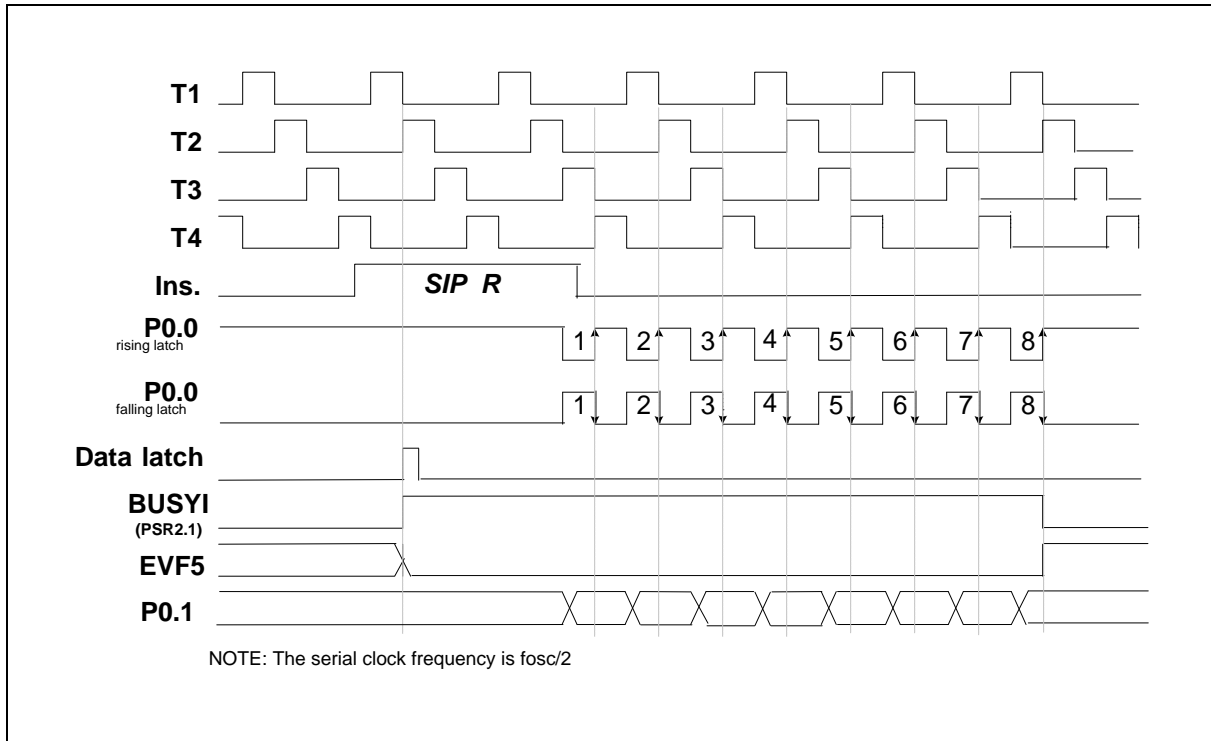 T1
T2
T3
T4
Ins.
SIP R
P0.0
rising latch
1 2 3 4 5 6 7 8
P0.0
falling latch
1 2 3 4 5 6 7 8
Data latch
BUSYI
(PSR2.1)
EVF5
P0.1
NOTE: The serial clock frequency is fosc/2